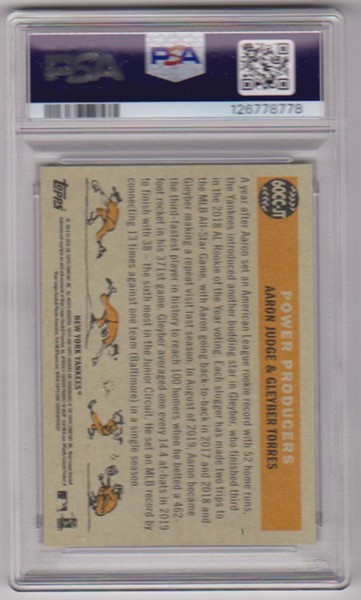 PSA
PSA
126778778
60CC-JT
POWER PRODUCERS
AARON JUDGE & GLEYBER TORRES
A year after Aaron set an American League rookie record with 52 home runs,
the Yankees introduced another budding star in Gleyber, who finished third
in the 2018 AL Rookie of the Year voting. Each slugger has made two trips to
the MLB All-Star Game, with Aaron going back-to-back in 2017 and 2018 and
Gleyber making a repeat visit last season. In August of 2019, Aaron became
the third-fastest player in history to reach 100 homers when he belted a 462-
foot rocket in his 371st game. Gleyber averaged one every 14.4 at-bats in 2019
to finish with 38 – the sixth most in the Junior Circuit. He set an MLB record by
connecting 13 times against one team (Baltimore) in a single season.
NEW YORK YANKEES™
Topps